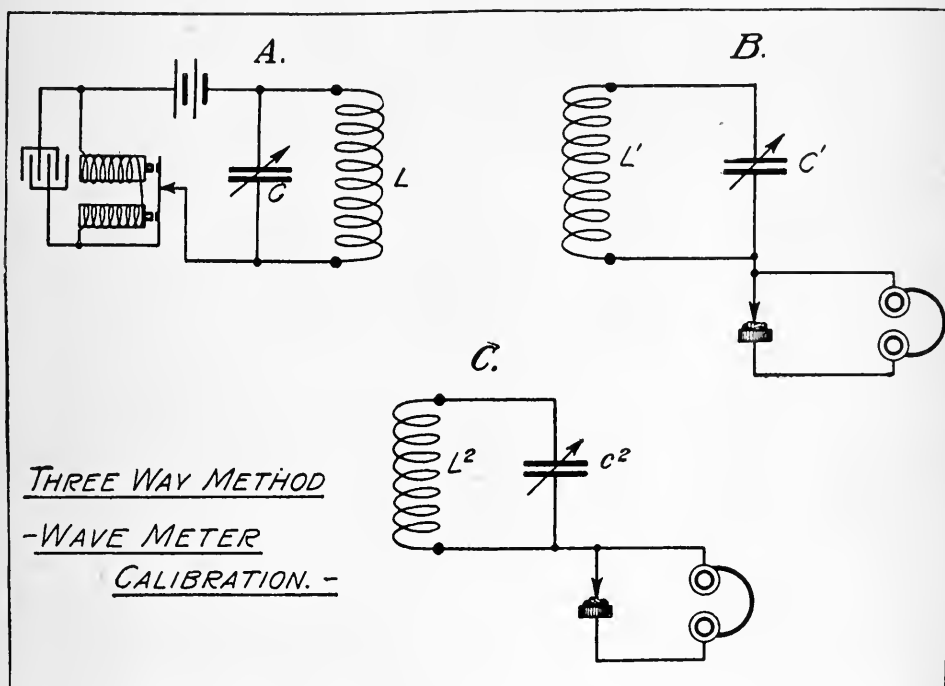 A.
B.
C
L
L'
C'
C.
L²
C²
THREE WAY METHOD
-WAVE METER
CALIBRATION. -